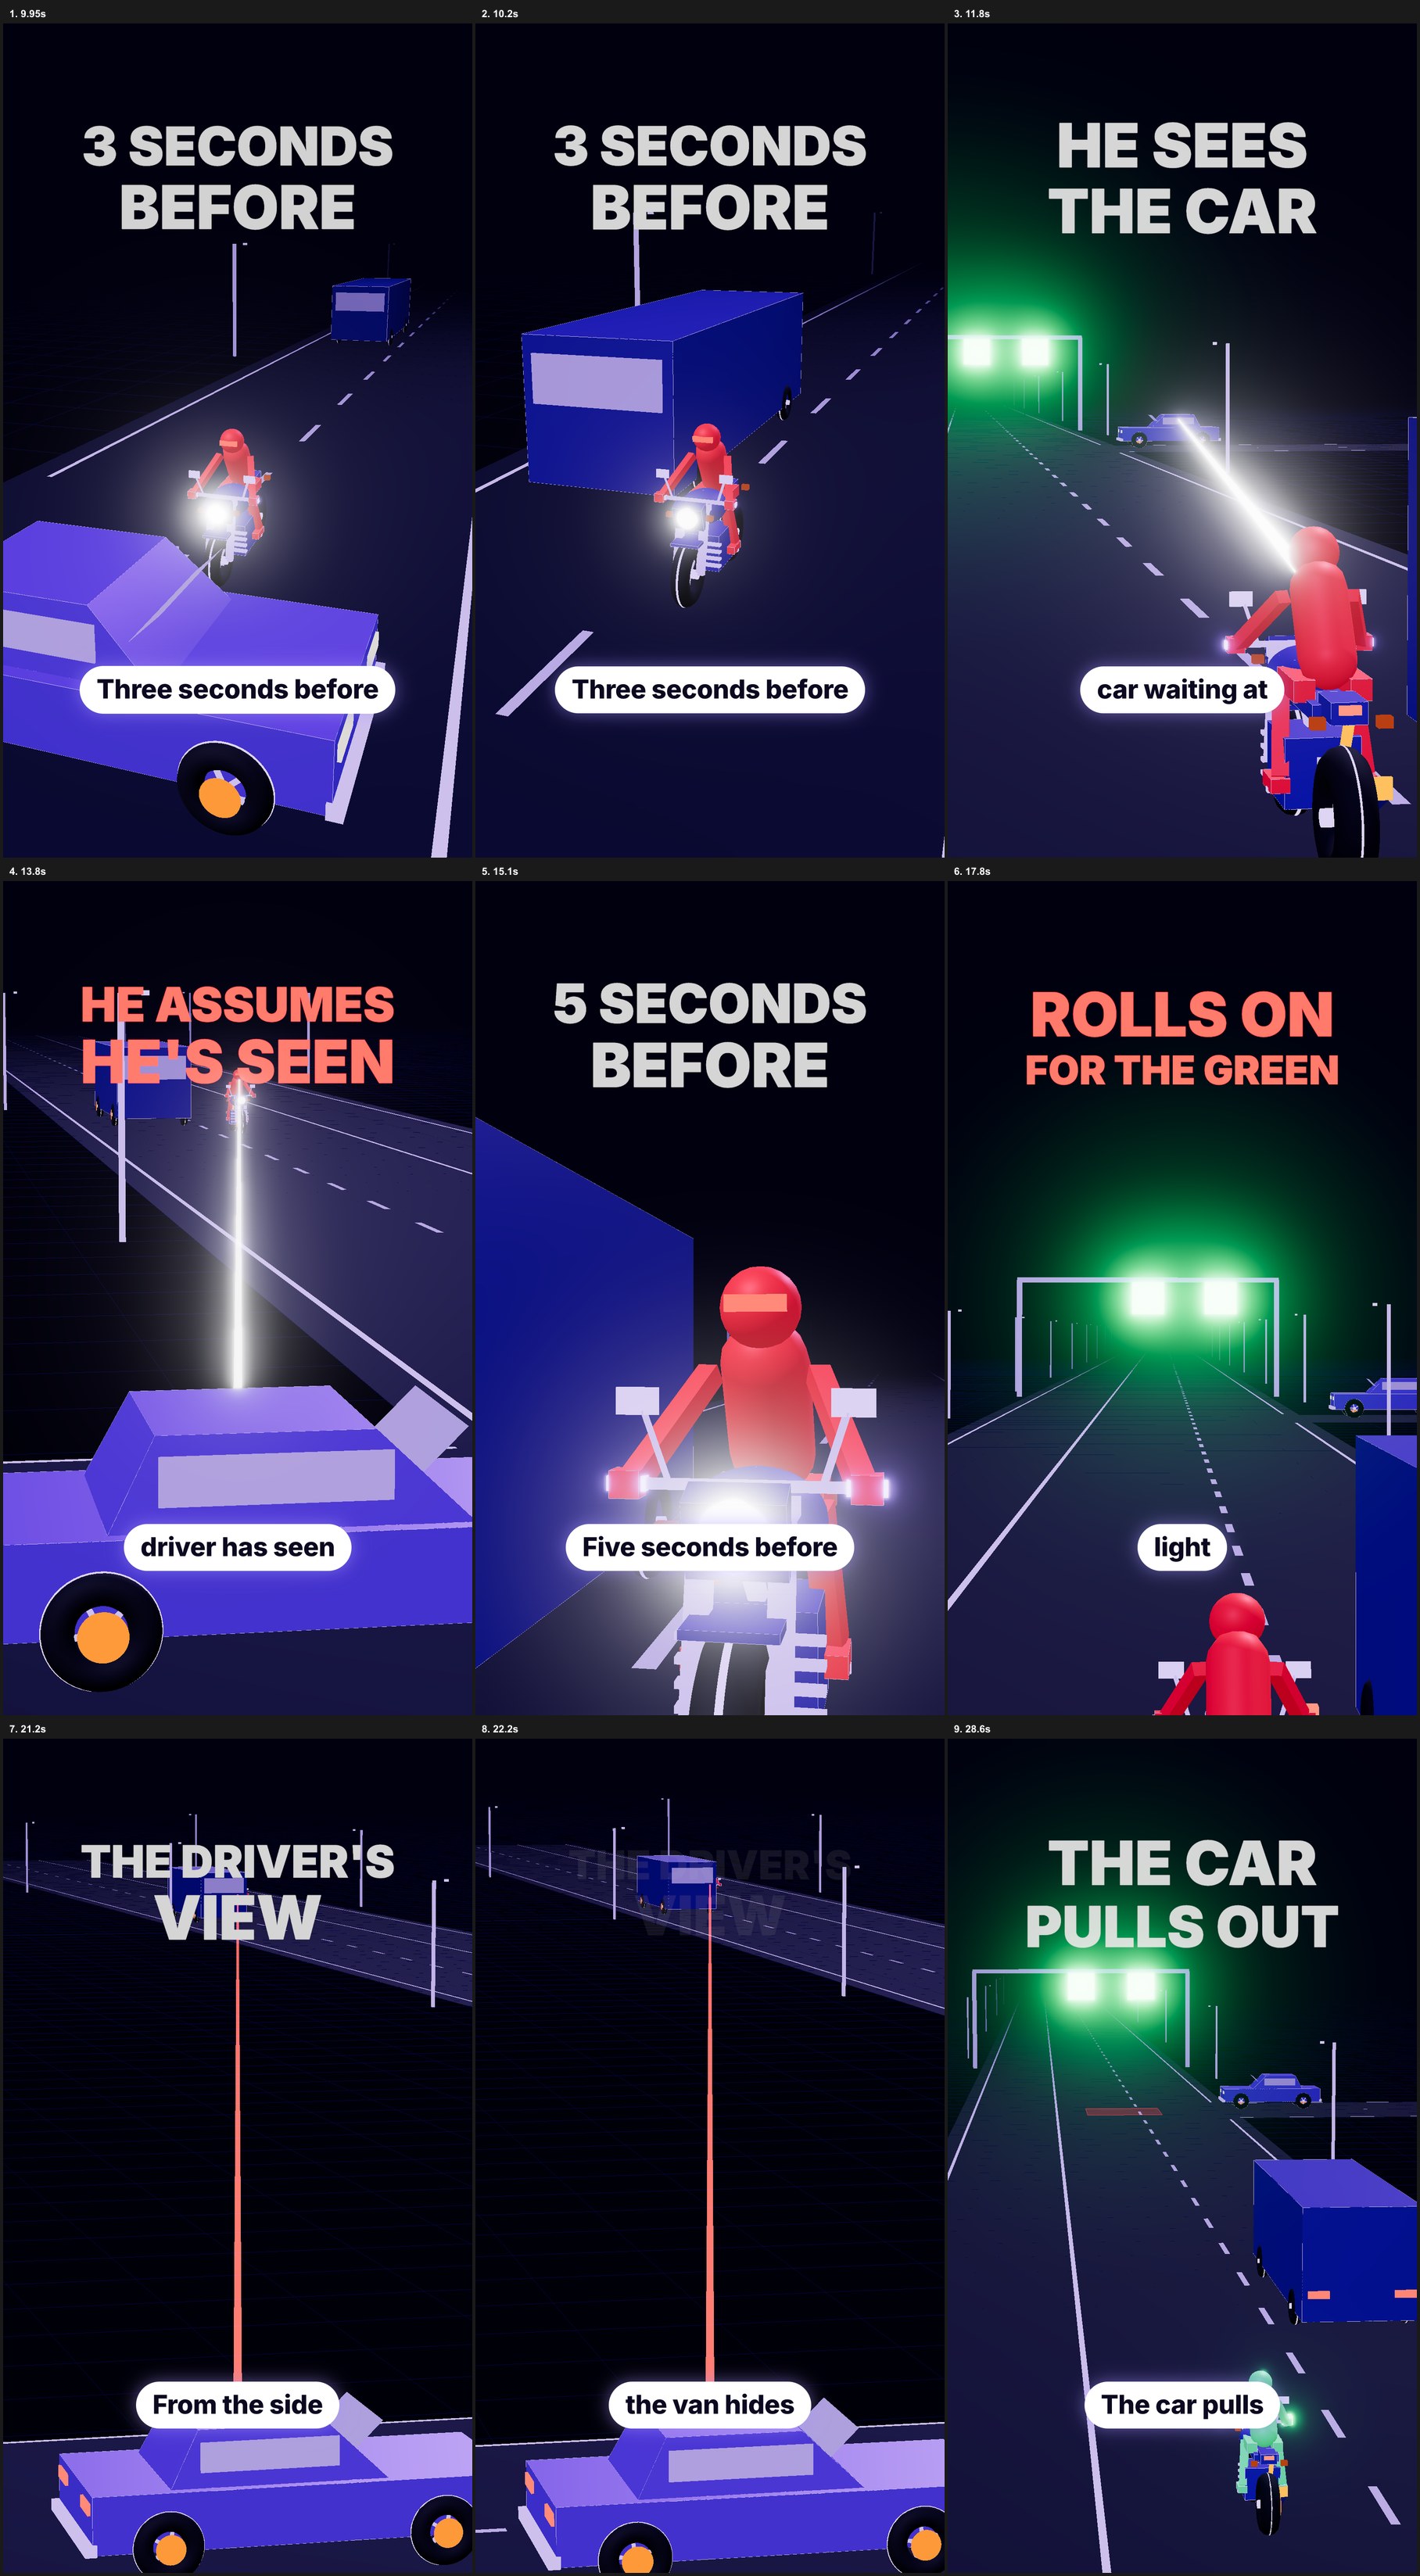 1. 9.95s
3 SECONDS
BEFORE
Three seconds before
2. 10.2s
3 SECONDS
BEFORE
Three seconds before
3. 11.8s
HE SEES
THE CAR
car waiting at
4. 13.8s
HE ASSUMES
HE'S SEEN
driver has seen
5. 15.1s
5 SECONDS
BEFORE
Five seconds before
6. 17.8s
ROLLS ON
FOR THE GREEN
light
7. 21.2s
THE DRIVER'S
VIEW
From the side
8. 22.2s
THE DRIVER'S
VIEW
the van hides
9. 28.6s
THE CAR
PULLS OUT
The car pulls